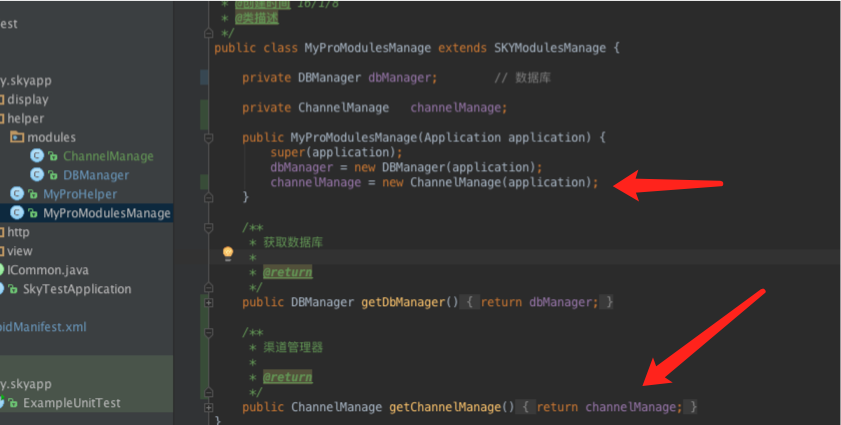 est
y.skyapp
display
helper
modules
ChannelManage
DBManager
MyProHelper
MyProModulesManage
http
view
ICommon.java
SkyTestApplication
oidManifest.xml
y.skyapp
ExampleUnitTest
* @创建时间 16/1/8
* @类描述
*/
public class MyProModulesManage extends SKYModulesManage {
private DBManager dbManager; // 数据库
private ChannelManage channelManage;
public MyProModulesManage(Application application) {
super(application);
dbManager = new DBManager(application);
channelManage = new ChannelManage(application);
}
/**
* 获取数据库
*
* @return
*/
public DBManager getDbManager() { return dbManager; }
/**
* 渠道管理器
*
* @return
*/
public ChannelManage getChannelManage() { return channelManage; }
}